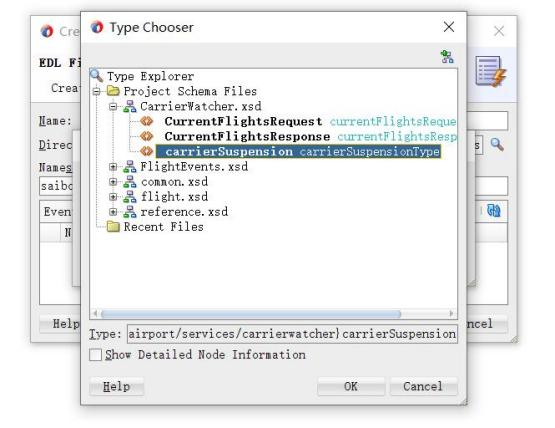 Cre
Type Chooser
EDL Fi
Crea
Name:
Direc
s
Names
saibo
Even
N
Help
ncel
Type Explorer
Project Schema Files
CarrierWatcher.xsd
CurrentFlightsRequest currentFlightsReque
CurrentFlightsResponse currentFlightsResp
carrierSuspension carrierSuspensionType
FlightEvents.xsd
common.xsd
flight.xsd
reference.xsd
Recent Files
Type: airport/services/carrierwatcher}carrierSuspension
Show Detailed Node Information
Help OK Cancel